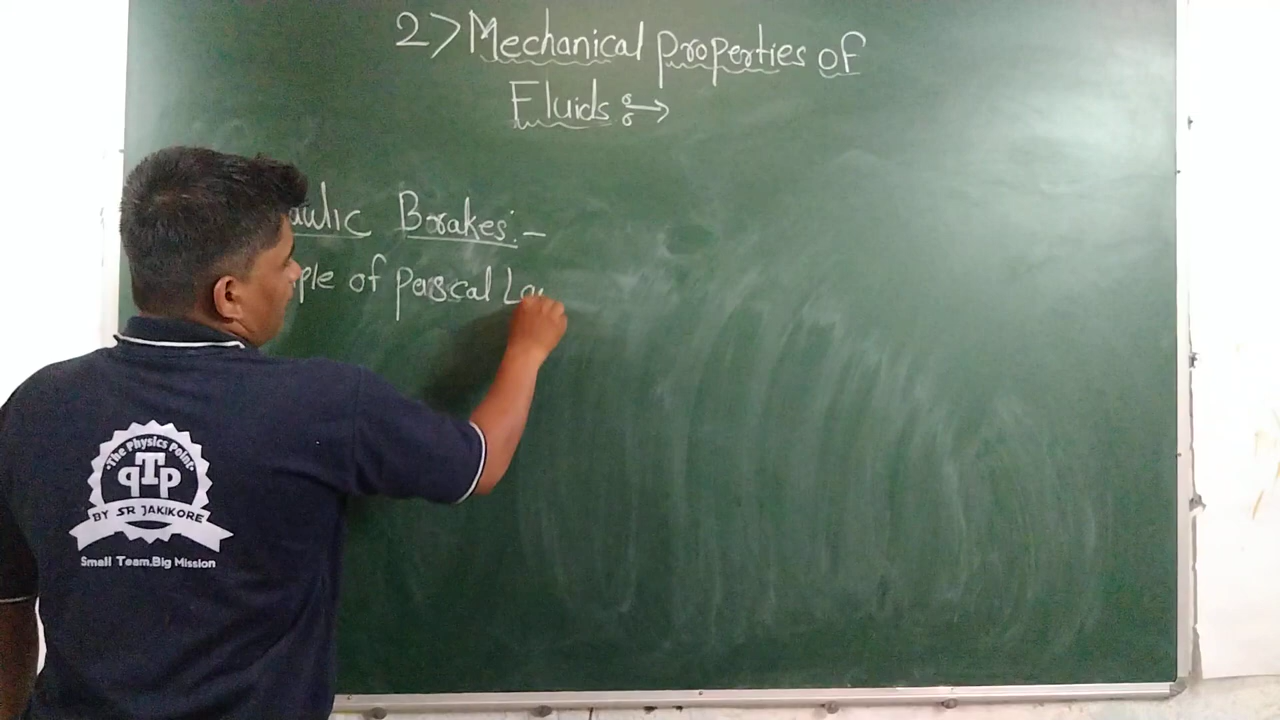 2> Mechanical properties of
Fluids :→
aulic Brakes:-
ple of pascal La
The Physics Point
PTP
BY SR JAKIKORE
Small Team.Big Mission